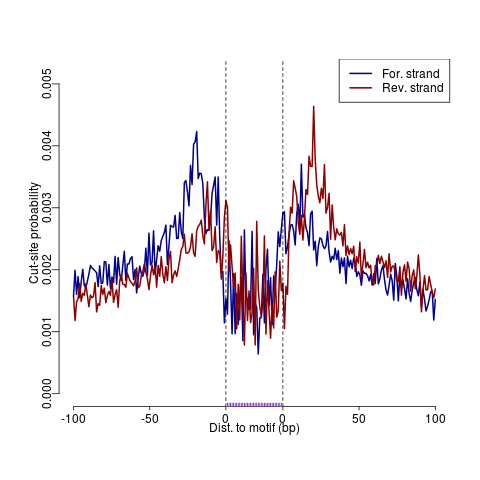 For. strand
Rev. strand
Cut-site probability
0.005
0.004
0.003
0.002
0.001
0.000
-100 -50 0 0 50 100
Dist. to motif (bp)